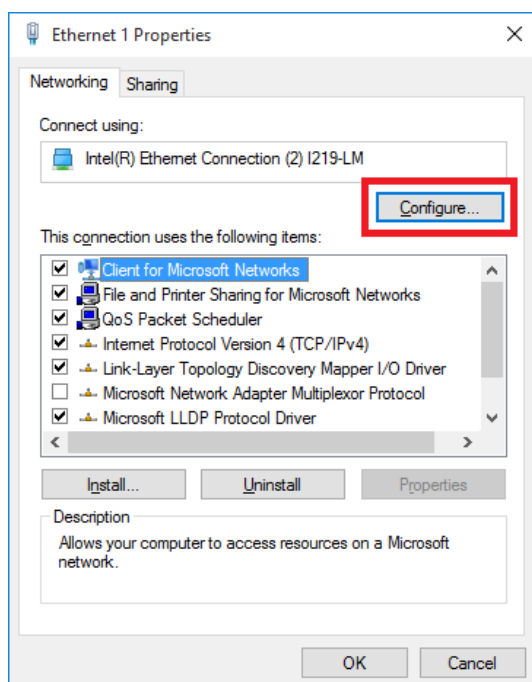 Ethernet 1 Properties
Networking
Sharing
Connect using:
Intel(R) Ethernet Connection (2) I219-LM
Configure...
This connection uses the following items:
Client for Microsoft Networks
File and Printer Sharing for Microsoft Networks
QoS Packet Scheduler
Internet Protocol Version 4 (TCP/IPv4)
Link-Layer Topology Discovery Mapper I/O Driver
Microsoft Network Adapter Multiplexor Protocol
Microsoft LLDP Protocol Driver
Install...
Uninstall
Properties
Description
Allows your computer to access resources on a Microsoft
network.
OK
Cancel